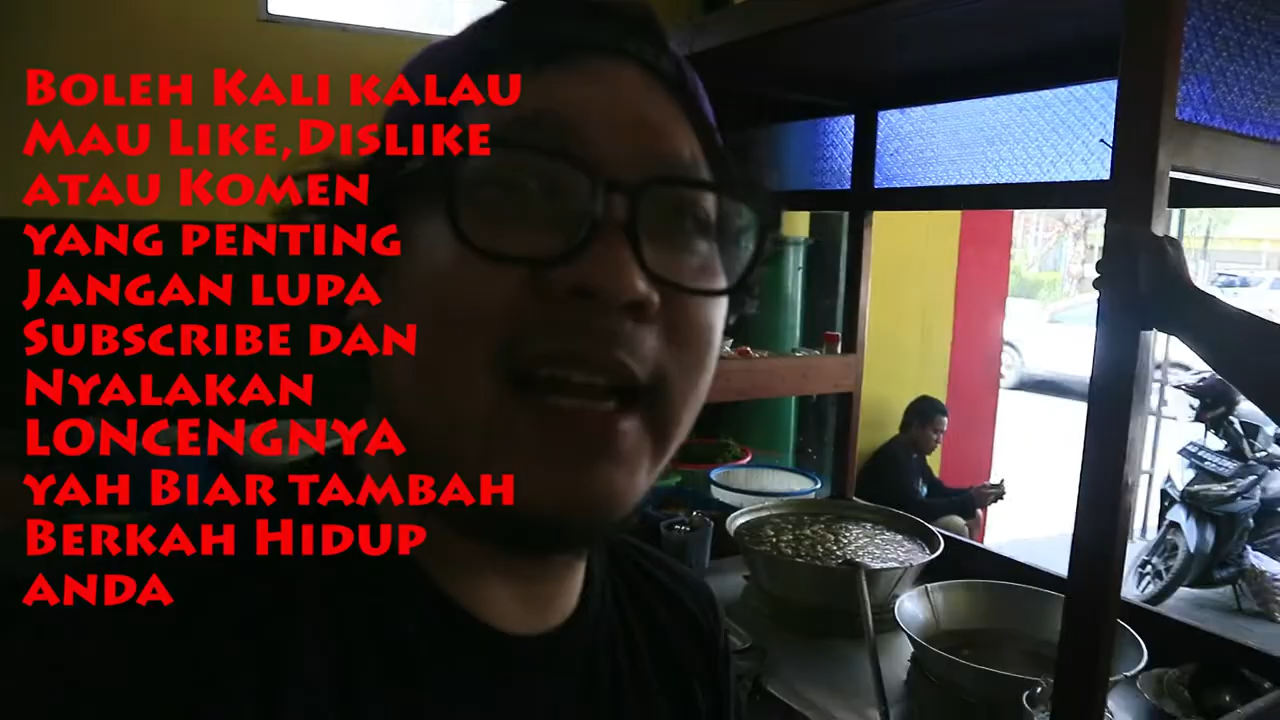 Boleh Kali kalau
Mau Like,Dislike
atau Komen
yang penting
Jangan lupa
Subscribe dan
Nyalakan
LONCENGNYA
yah Biar tambah
Berkah Hidup
anda